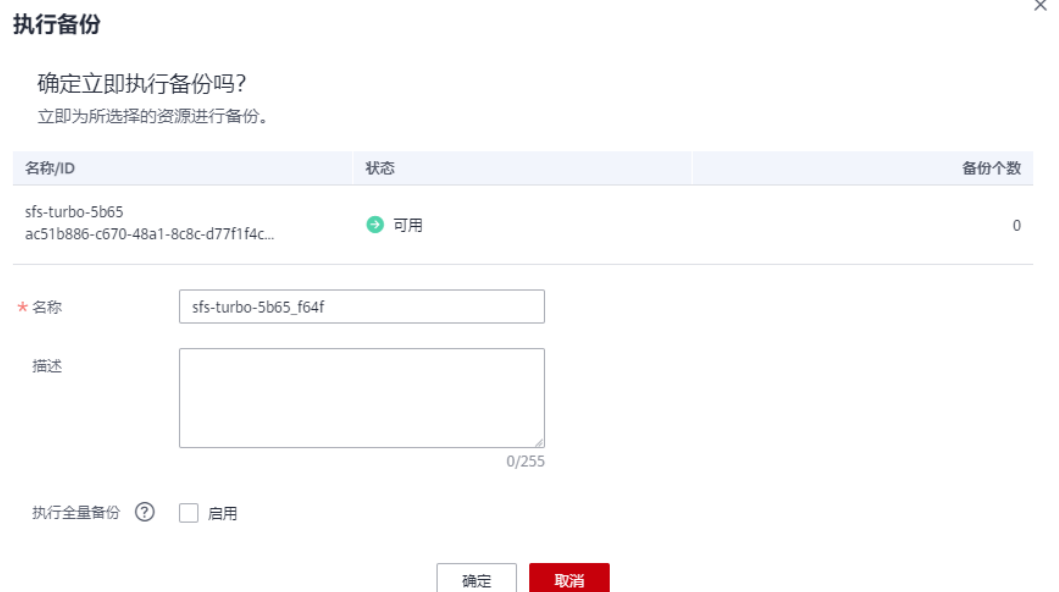 执行备份
确定立即执行备份吗?
立即为所选择的资源进行备份。
名称/ID 状态 备份个数
sfs-turbo-5b65
ac51b886-c670-48a1-8c8c-d77f1f4c...
可用 0
* 名称 sfs-turbo-5b65_f64f
描述
0/255
执行全量备份 ? 启用
确定 取消